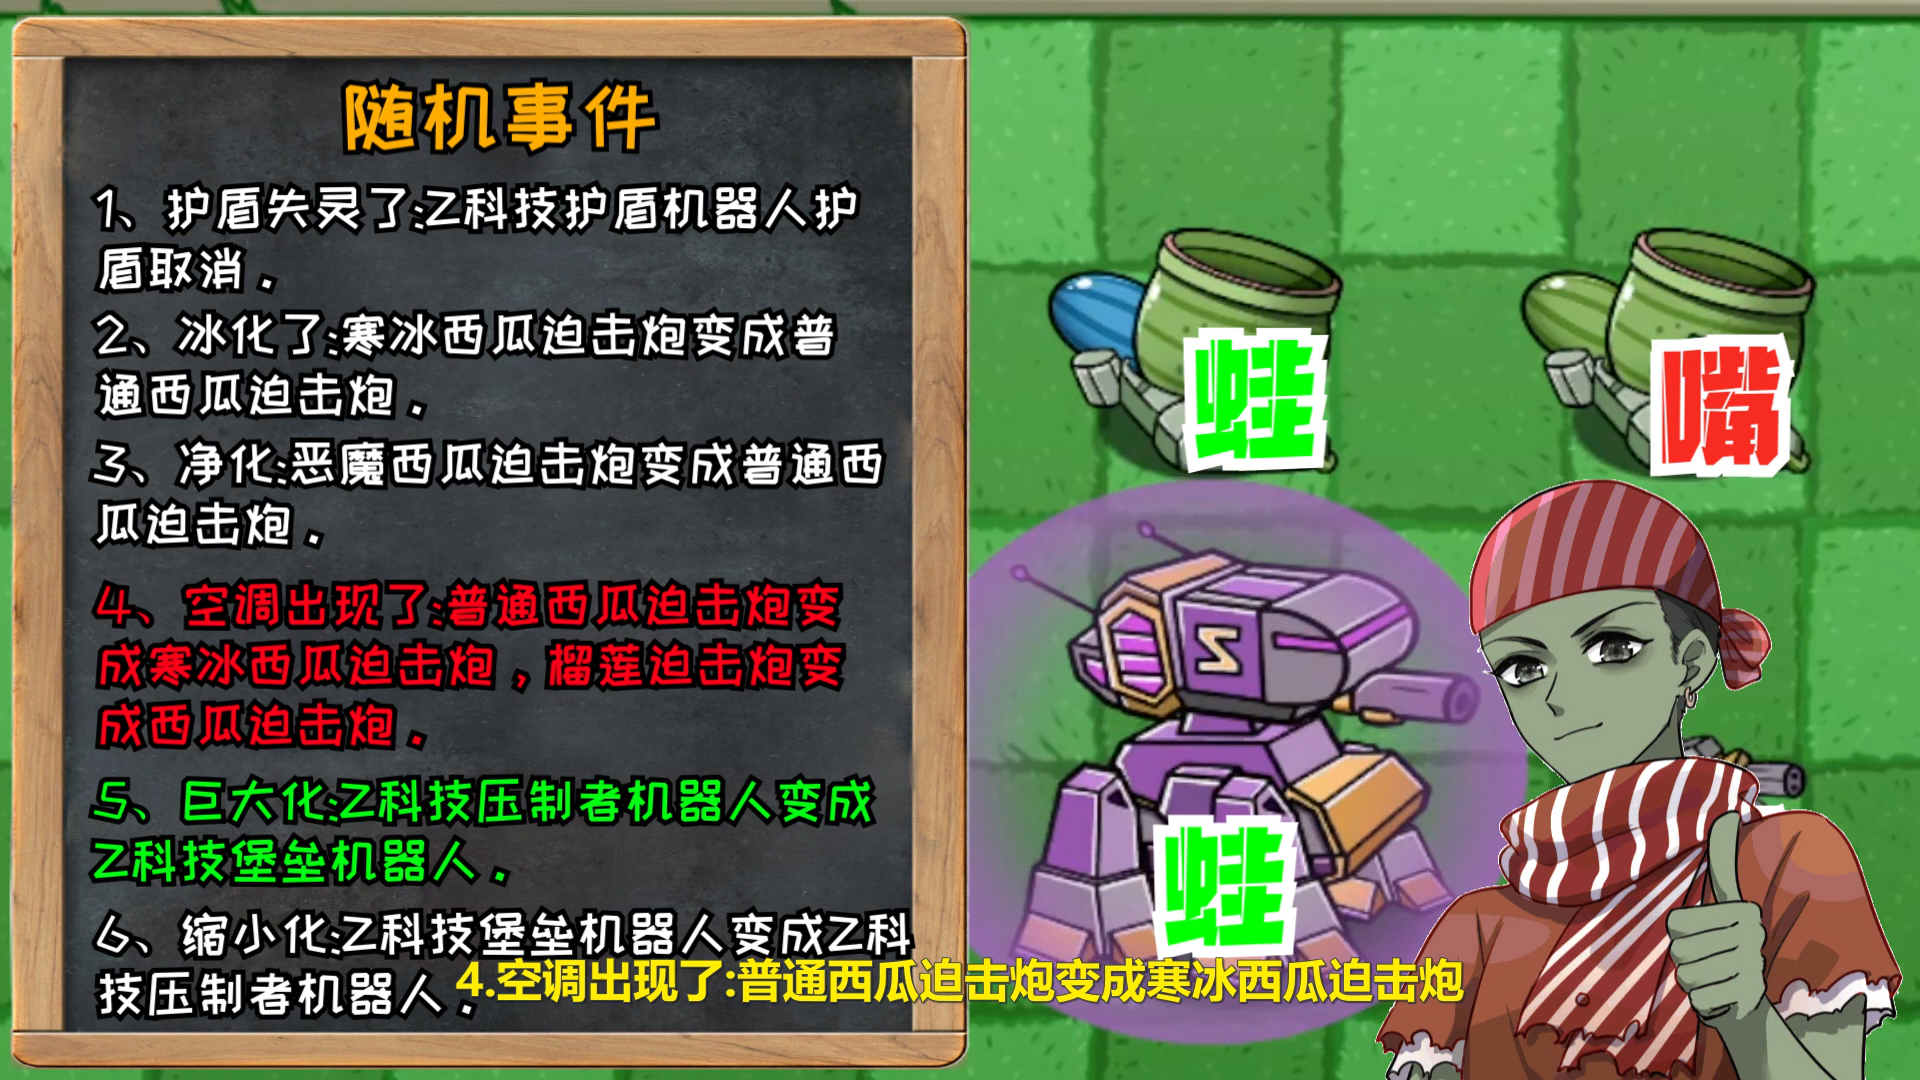 随机事件
1、护盾失灵了:Z科技护盾机器人护
盾取消.
2、冰化了:寒冰西瓜迫击炮变成普
通西瓜迫击炮.
3、净化:恶魔西瓜迫击炮变成普通西
瓜迫击炮.
4、空调出现了:普通西瓜迫击炮变
成寒冰西瓜迫击炮,榴莲迫击炮变
成西瓜迫击炮.
5、巨大化:Z科技压制者机器人变成
Z科技堡垒机器人.
6、缩小化:Z科技堡垒机器人变成Z科
技压制者机器人.
蛙
嘴
S
蛙
4.空调出现了:普通西瓜迫击炮变成寒冰西瓜迫击炮